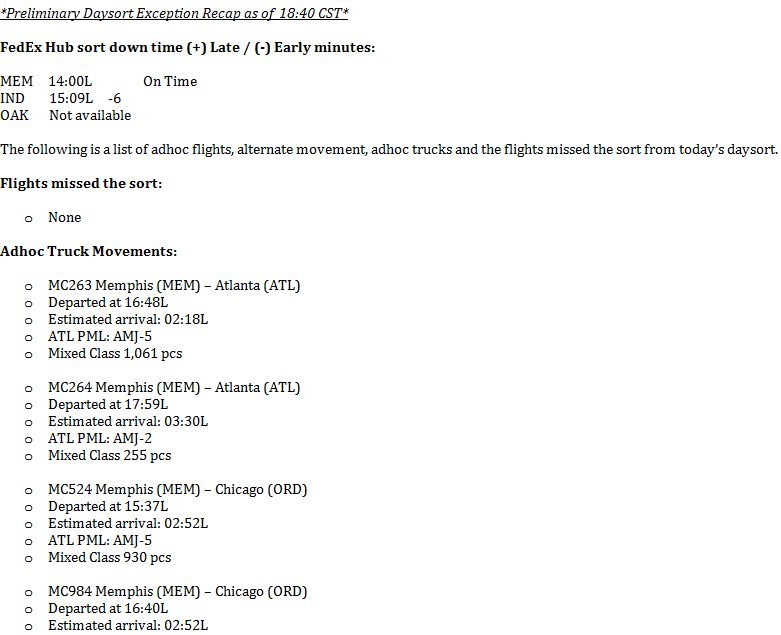 *Preliminary Daysort Exception Recap as of 18:40 CST*
FedEx Hub sort down time (+) Late / (-) Early minutes:
MEM 14:00L On Time
IND 15:09L -6
OAK Not available
The following is a list of adhoc flights, alternate movement, adhoc trucks and the flights missed the sort from today's daysort.
Flights missed the sort:
o None
Adhoc Truck Movements:
o MC263 Memphis (MEM) – Atlanta (ATL)
o Departed at 16:48L
o Estimated arrival: 02:18L
o ATL PML: AMJ-5
o Mixed Class 1,061 pcs
o MC264 Memphis (MEM) – Atlanta (ATL)
o Departed at 17:59L
o Estimated arrival: 03:30L
o ATL PML: AMJ-2
o Mixed Class 255 pcs
o MC524 Memphis (MEM) – Chicago (ORD)
o Departed at 15:37L
o Estimated arrival: 02:52L
o ATL PML: AMJ-5
o Mixed Class 930 pcs
o MC984 Memphis (MEM) – Chicago (ORD)
o Departed at 16:40L
o Estimated arrival: 02:52L